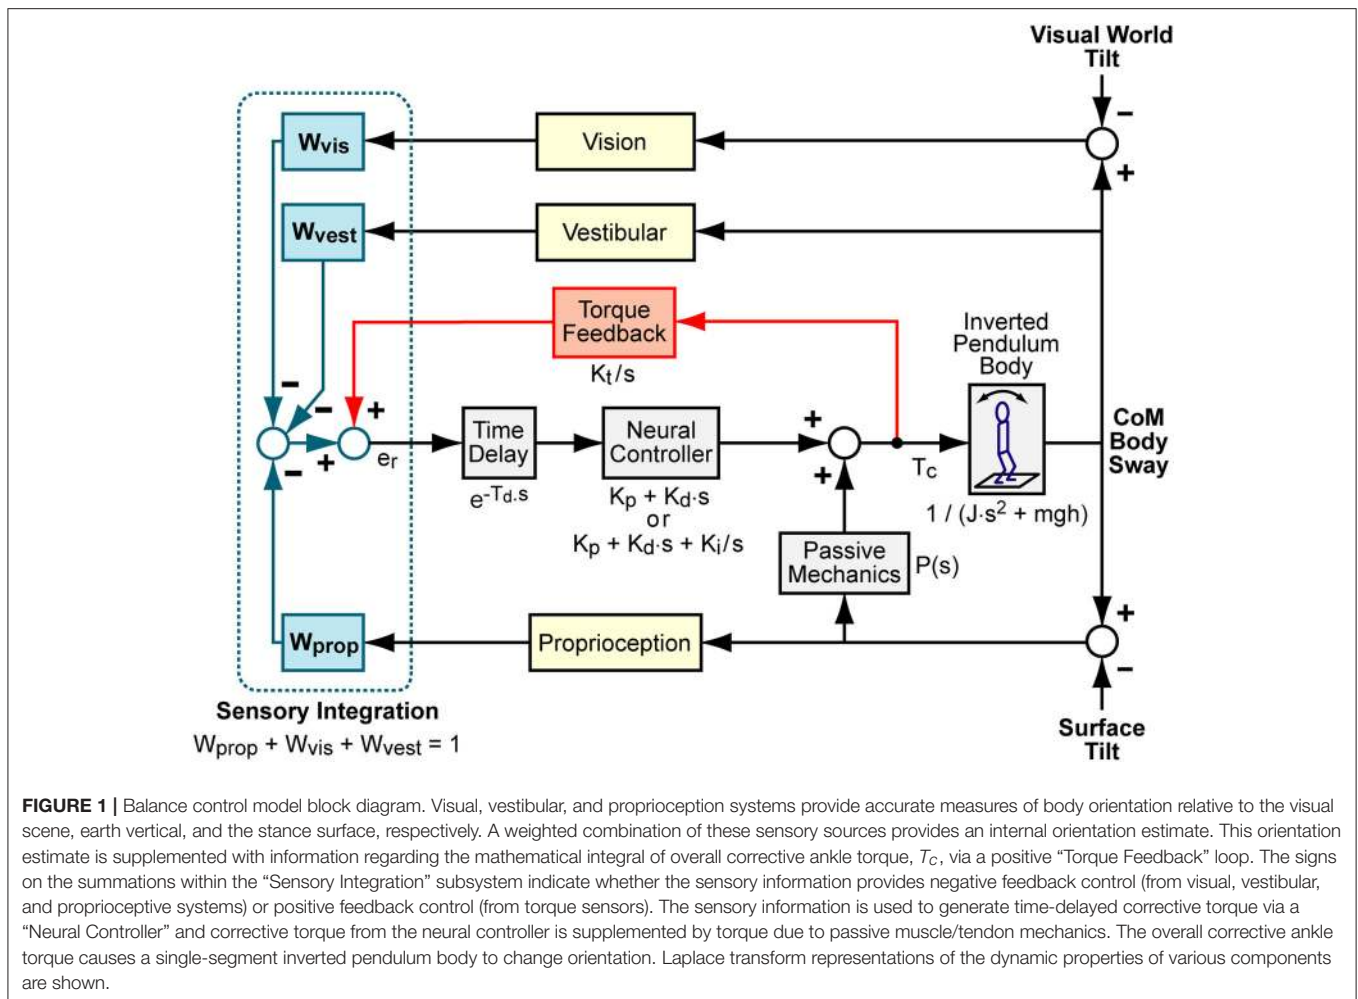 Visual World
Tilt
−
Wvis
Vision
+
Wvest
Vestibular
Torque
Feedback
Kt/s
Inverted
Pendulum
Body
−
−
+
+
−
+
er
Time
Delay
e-Td.s
Neural
Controller
Kp + Kd·s
or
Kp + Kd·s + Ki/s
+
Tc
1 / (J·s2 + mgh)
CoM
Body
Sway
Passive
Mechanics
P(s)
+
Wprop
Proprioception
−
Sensory Integration
Wprop + Wvis + Wvest = 1
Surface
Tilt
FIGURE 1 | Balance control model block diagram. Visual, vestibular, and proprioception systems provide accurate measures of body orientation relative to the visual
scene, earth vertical, and the stance surface, respectively. A weighted combination of these sensory sources provides an internal orientation estimate. This orientation
estimate is supplemented with information regarding the mathematical integral of overall corrective ankle torque, TC, via a positive “Torque Feedback” loop. The signs
on the summations within the “Sensory Integration” subsystem indicate whether the sensory information provides negative feedback control (from visual, vestibular,
and proprioceptive systems) or positive feedback control (from torque sensors). The sensory information is used to generate time-delayed corrective torque via a
“Neural Controller” and corrective torque from the neural controller is supplemented by torque due to passive muscle/tendon mechanics. The overall corrective ankle
torque causes a single-segment inverted pendulum body to change orientation. Laplace transform representations of the dynamic properties of various components
are shown.